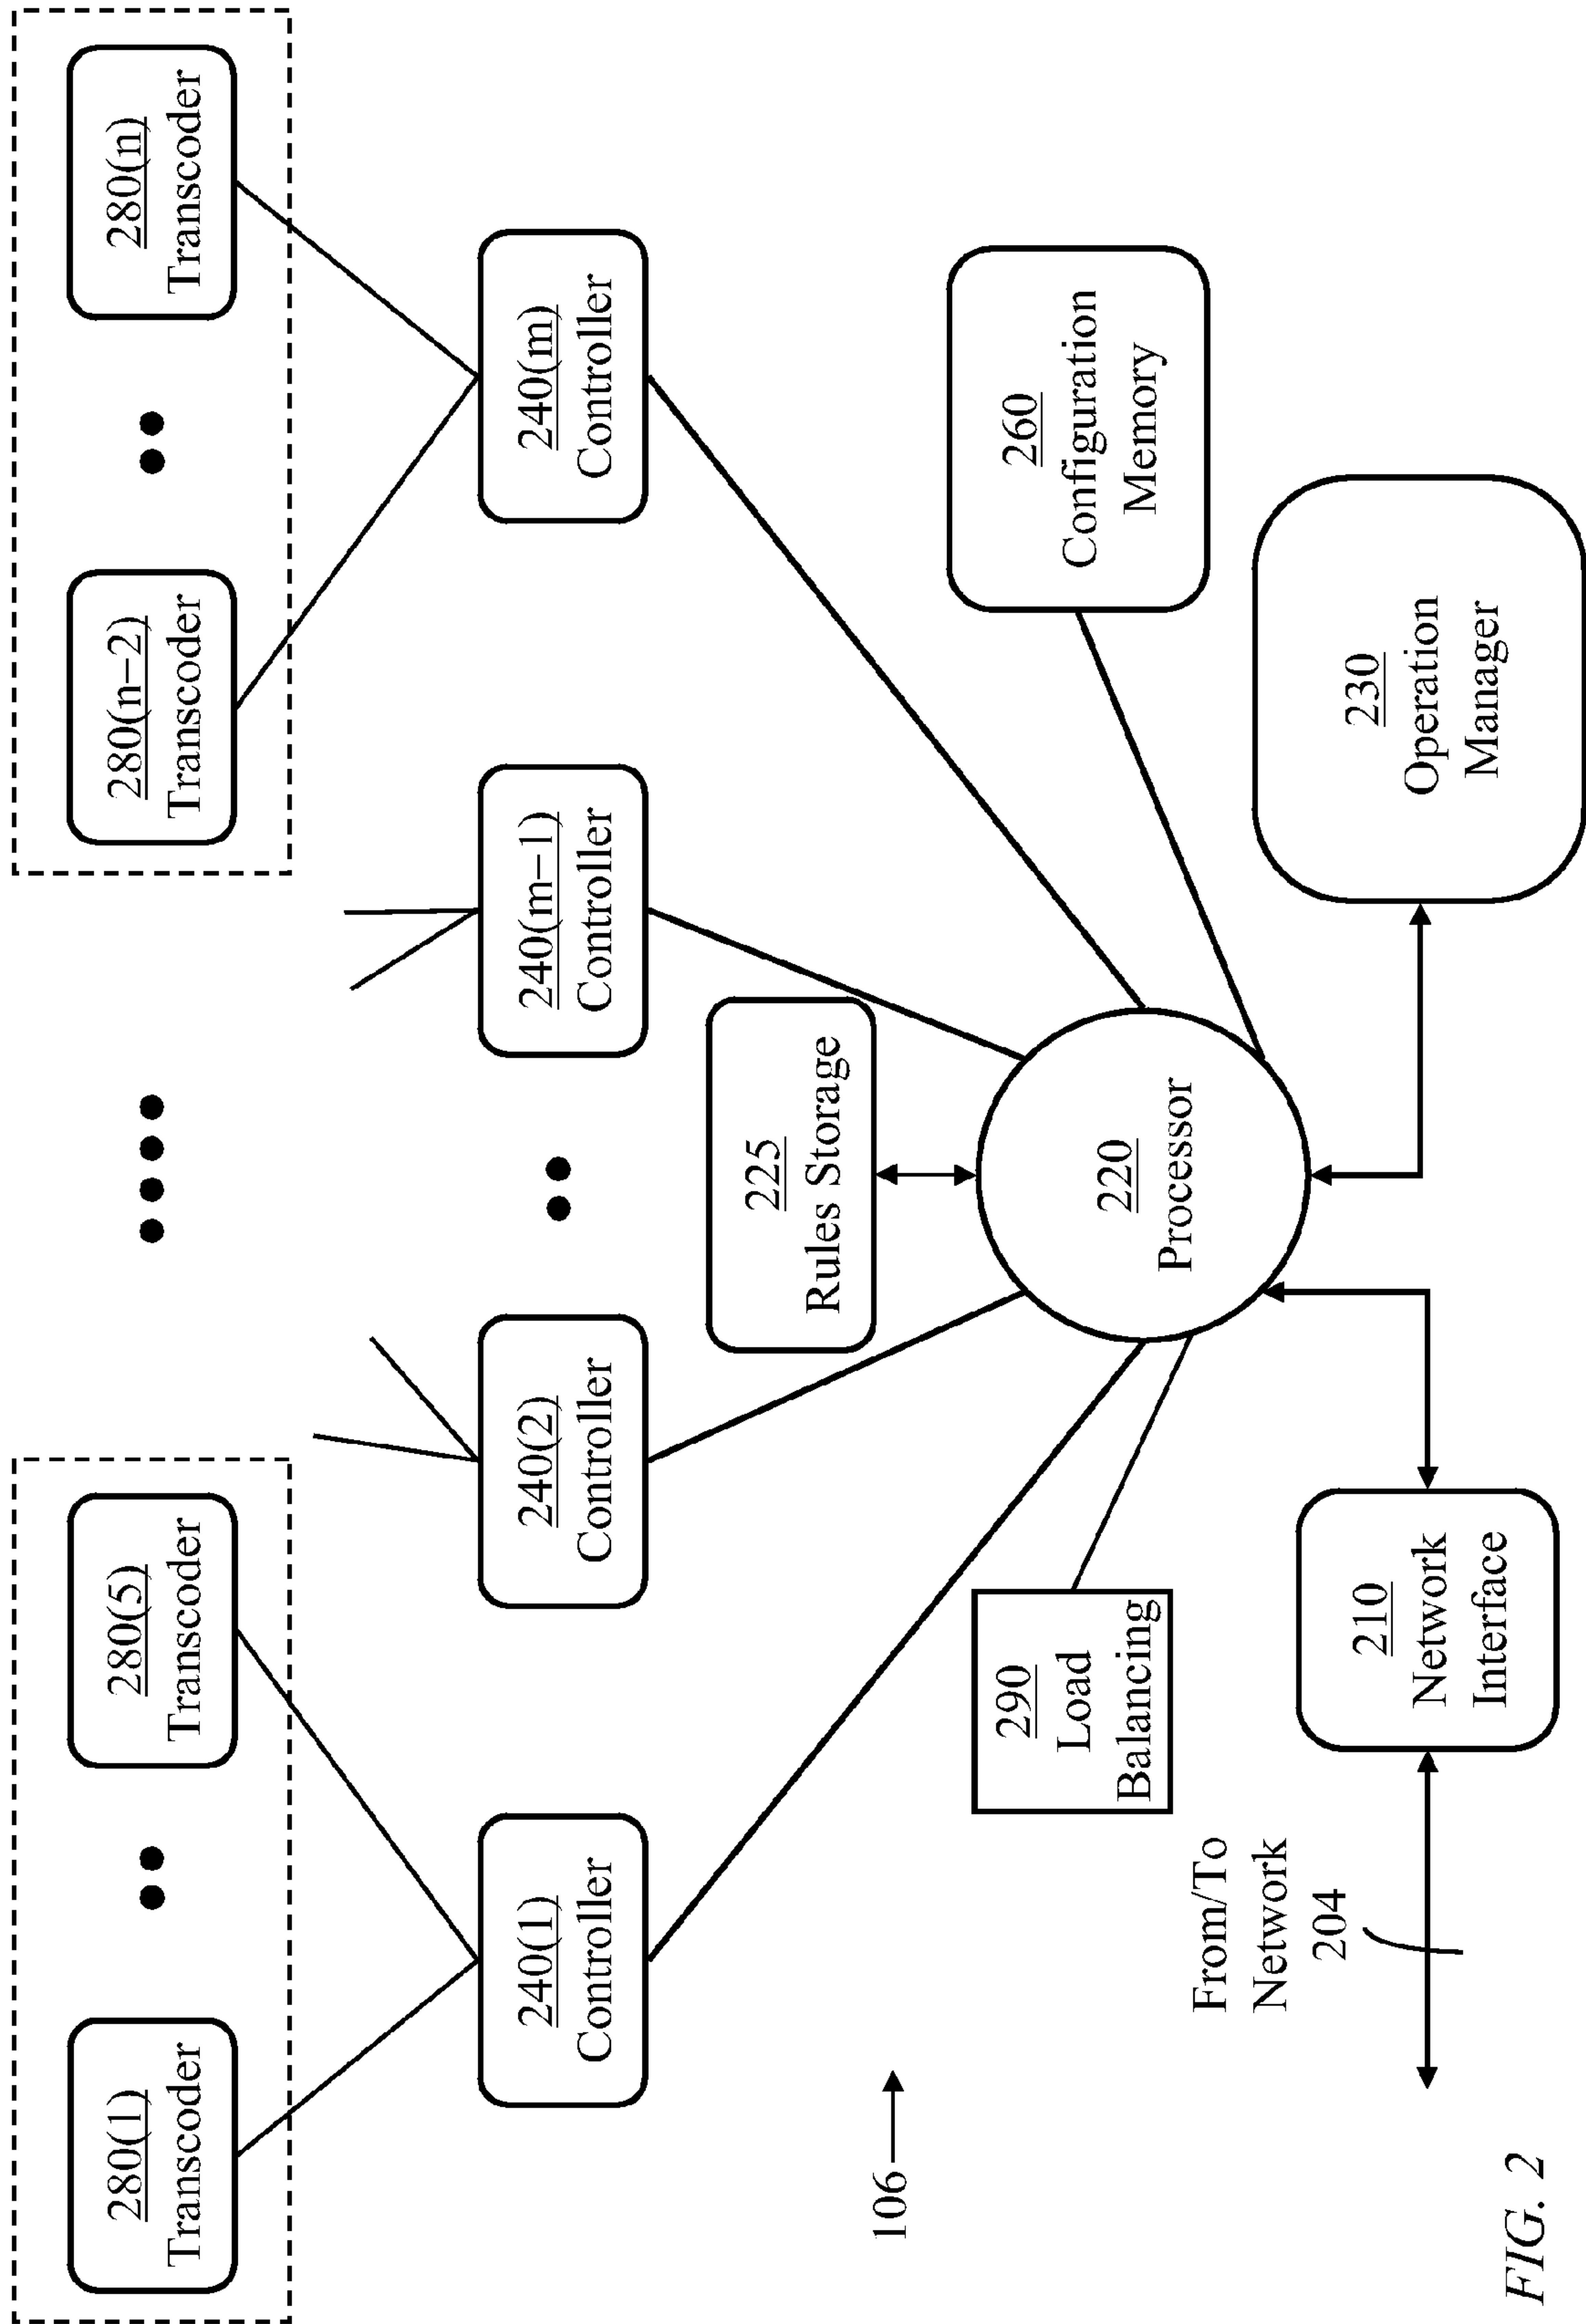 280(1)
Transcoder
280(5)
Transcoder
280(n−2)
Transcoder
280(n)
Transcoder
240(1)
Controller
240(2)
Controller
240(m−1)
Controller
240(m)
Controller
225
Rules Storage
106
290
Load
Balancing
220
Processor
260
Configuration
Memory
From/To
Network
204
210
Network
Interface
230
Operation
Manager
FIG. 2